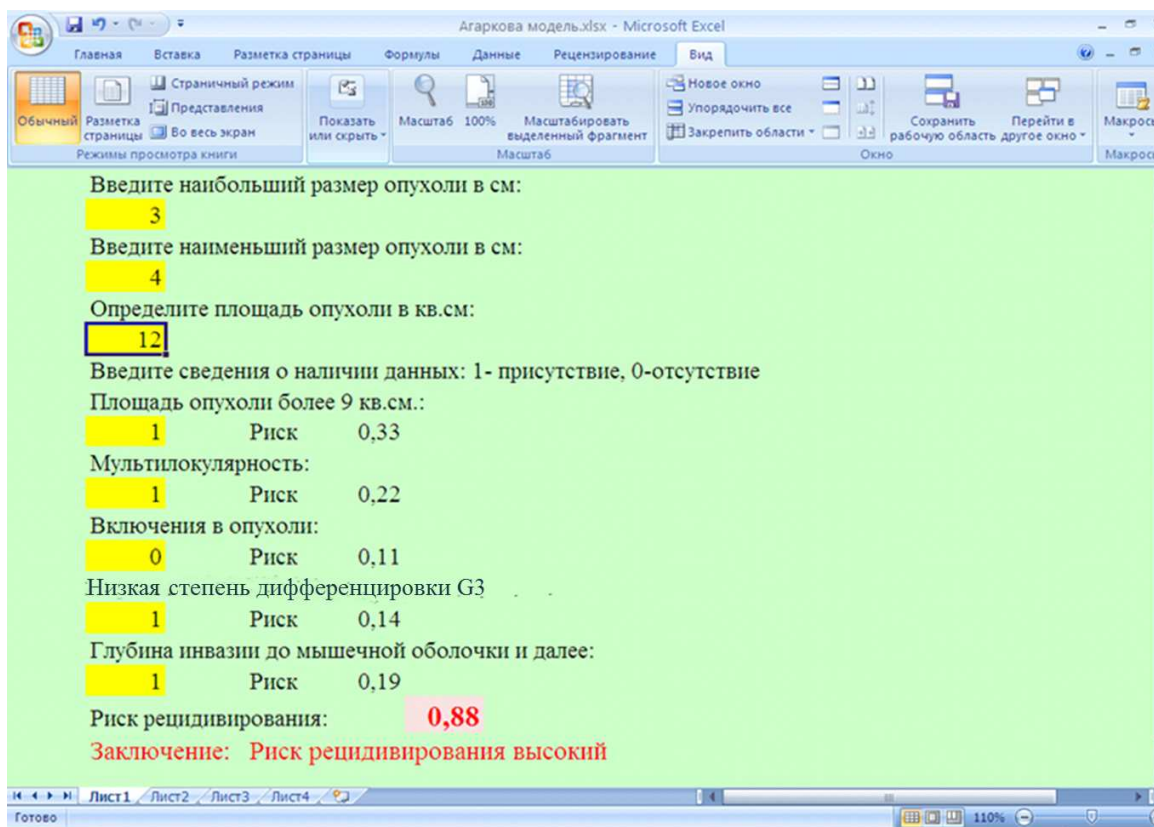 Агаркова модель.xlsx - Microsoft Excel
Главная Вставка Разметка страницы Формулы Данные Рецензирование Вид
Обычный
Разметка страницы
Страничный режим
Представления
Во весь экран
Режимы просмотра книги
Показать или скрыть
Масштаб
100%
Масштабировать выделенный фрагмент
Масштаб
Новое окно
Упорядочить все
Закрепить области
Сохранить рабочую область
Перейти в другое окно
Окно
Макросы
Макросы
Введите наибольший размер опухоли в см:
3
Введите наименьший размер опухоли в см:
4
Определите площадь опухоли в кв.см:
12
Введите сведения о наличии данных: 1- присутствие, 0-отсутствие
Площадь опухоли более 9 кв.см.:
1 Риск 0,33
Мультилокулярность:
1 Риск 0,22
Включения в опухоли:
0 Риск 0,11
Низкая степень дифференцировки G3
1 Риск 0,14
Глубина инвазии до мышечной оболочки и далее:
1 Риск 0,19
Риск рецидивирования: 0,88
Заключение: Риск рецидивирования высокий
Лист1 Лист2 Лист3 Лист4
Готово 110%